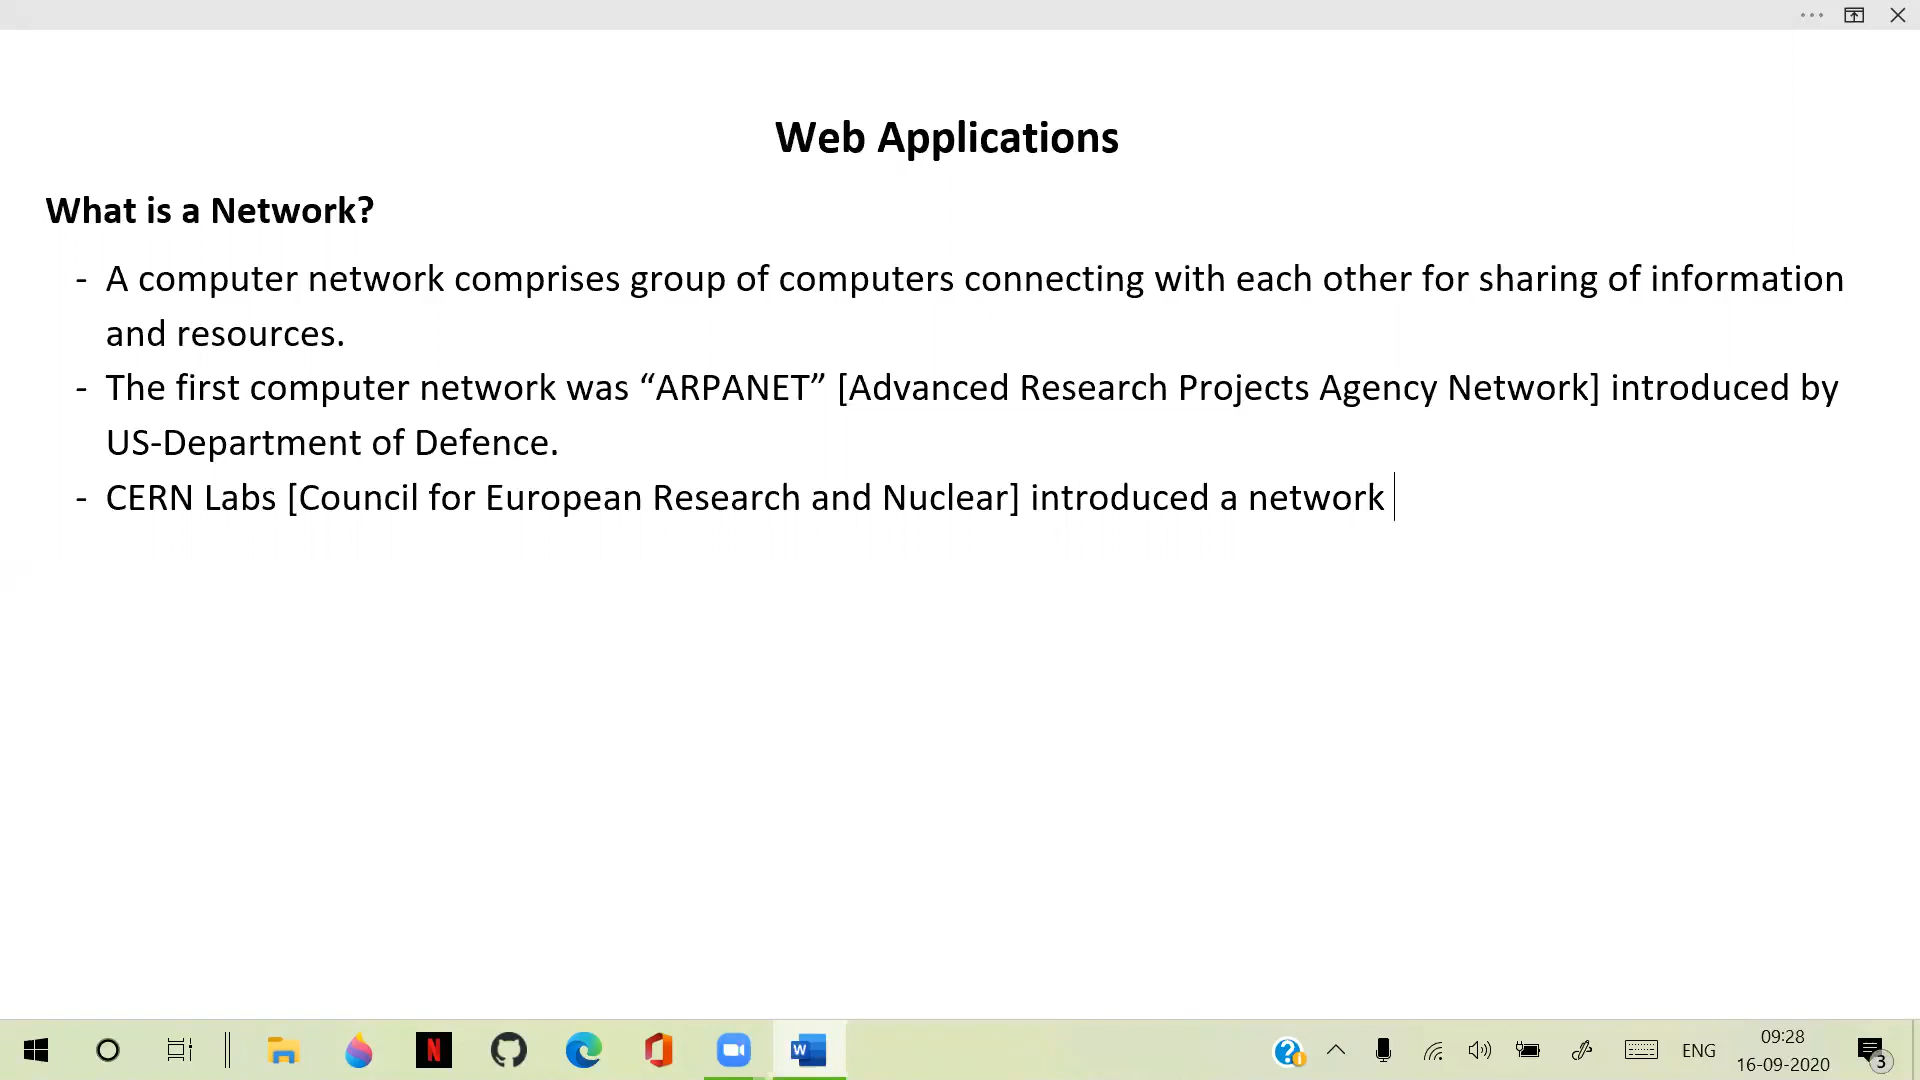 Web Applications
What is a Network?
- A computer network comprises group of computers connecting with each other for sharing of information
and resources.
- The first computer network was “ARPANET” [Advanced Research Projects Agency Network] introduced by
US-Department of Defence.
- CERN Labs [Council for European Research and Nuclear] introduced a network
ENG
09:28
16-09-2020
3